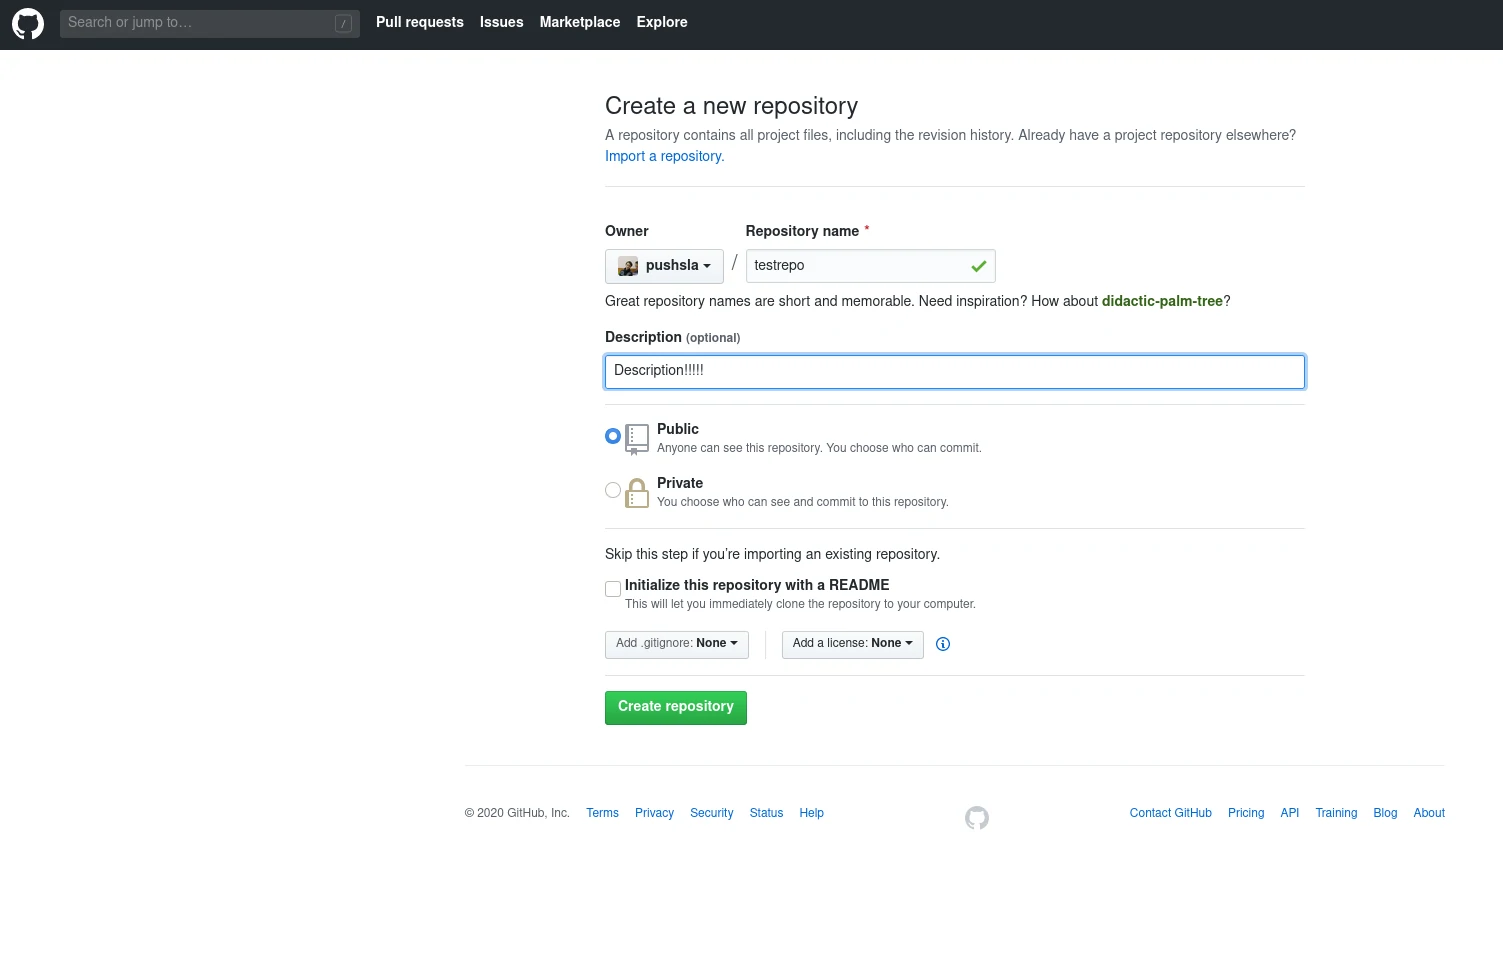 Search or jump to… /
Pull requests Issues Marketplace Explore
Create a new repository
A repository contains all project files, including the revision history. Already have a project repository elsewhere?
Import a repository.
Owner Repository name *
pushsla / testrepo
Great repository names are short and memorable. Need inspiration? How about didactic-palm-tree?
Description (optional)
Description!!!!!
Public
Anyone can see this repository. You choose who can commit.
Private
You choose who can see and commit to this repository.
Skip this step if you’re importing an existing repository.
Initialize this repository with a README
This will let you immediately clone the repository to your computer.
Add .gitignore: None Add a license: None
Create repository
© 2020 GitHub, Inc. Terms Privacy Security Status Help Contact GitHub Pricing API Training Blog About